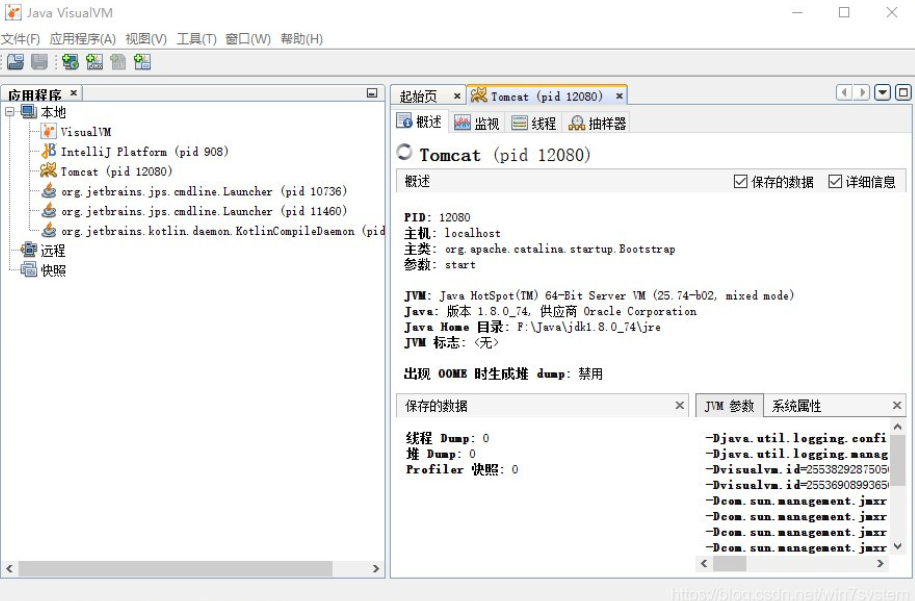 Java VisualVM
文件(F) 应用程序(A) 视图(V) 工具(T) 窗口(W) 帮助(H)
应用程序
本地
VisualVM
IntelliJ Platform (pid 908)
Tomcat (pid 12080)
org.jetbrains.jps.cmdline.Launcher (pid 10736)
org.jetbrains.jps.cmdline.Launcher (pid 11460)
org.jetbrains.kotlin.daemon.KotlinCompileDaemon (pid
远程
快照
起始页 Tomcat (pid 12080)
概述 监视 线程 抽样器
Tomcat (pid 12080)
概述 保存的数据 详细信息
PID: 12080
主机: localhost
主类: org.apache.catalina.startup.Bootstrap
参数: start
JVM: Java HotSpot(TM) 64-Bit Server VM (25.74-b02, mixed mode)
Java: 版本 1.8.0_74, 供应商 Oracle Corporation
Java Home 目录: F:\Java\jdk1.8.0_74\jre
JVM 标志: <无>
出现 OOME 时生成堆 dump: 禁用
保存的数据
线程 Dump: 0
堆 Dump: 0
Profiler 快照: 0
JVM 参数 系统属性
-Djava.util.logging.confi
-Djava.util.logging.manag
-Dvisualvm.id=2553829287505
-Dvisualvm.id=2553690899365
-Dcom.sun.management.jmxr
-Dcom.sun.management.jmxr
-Dcom.sun.management.jmxr
-Dcom.sun.management.jmxr
https://blog.csdn.net/win7system